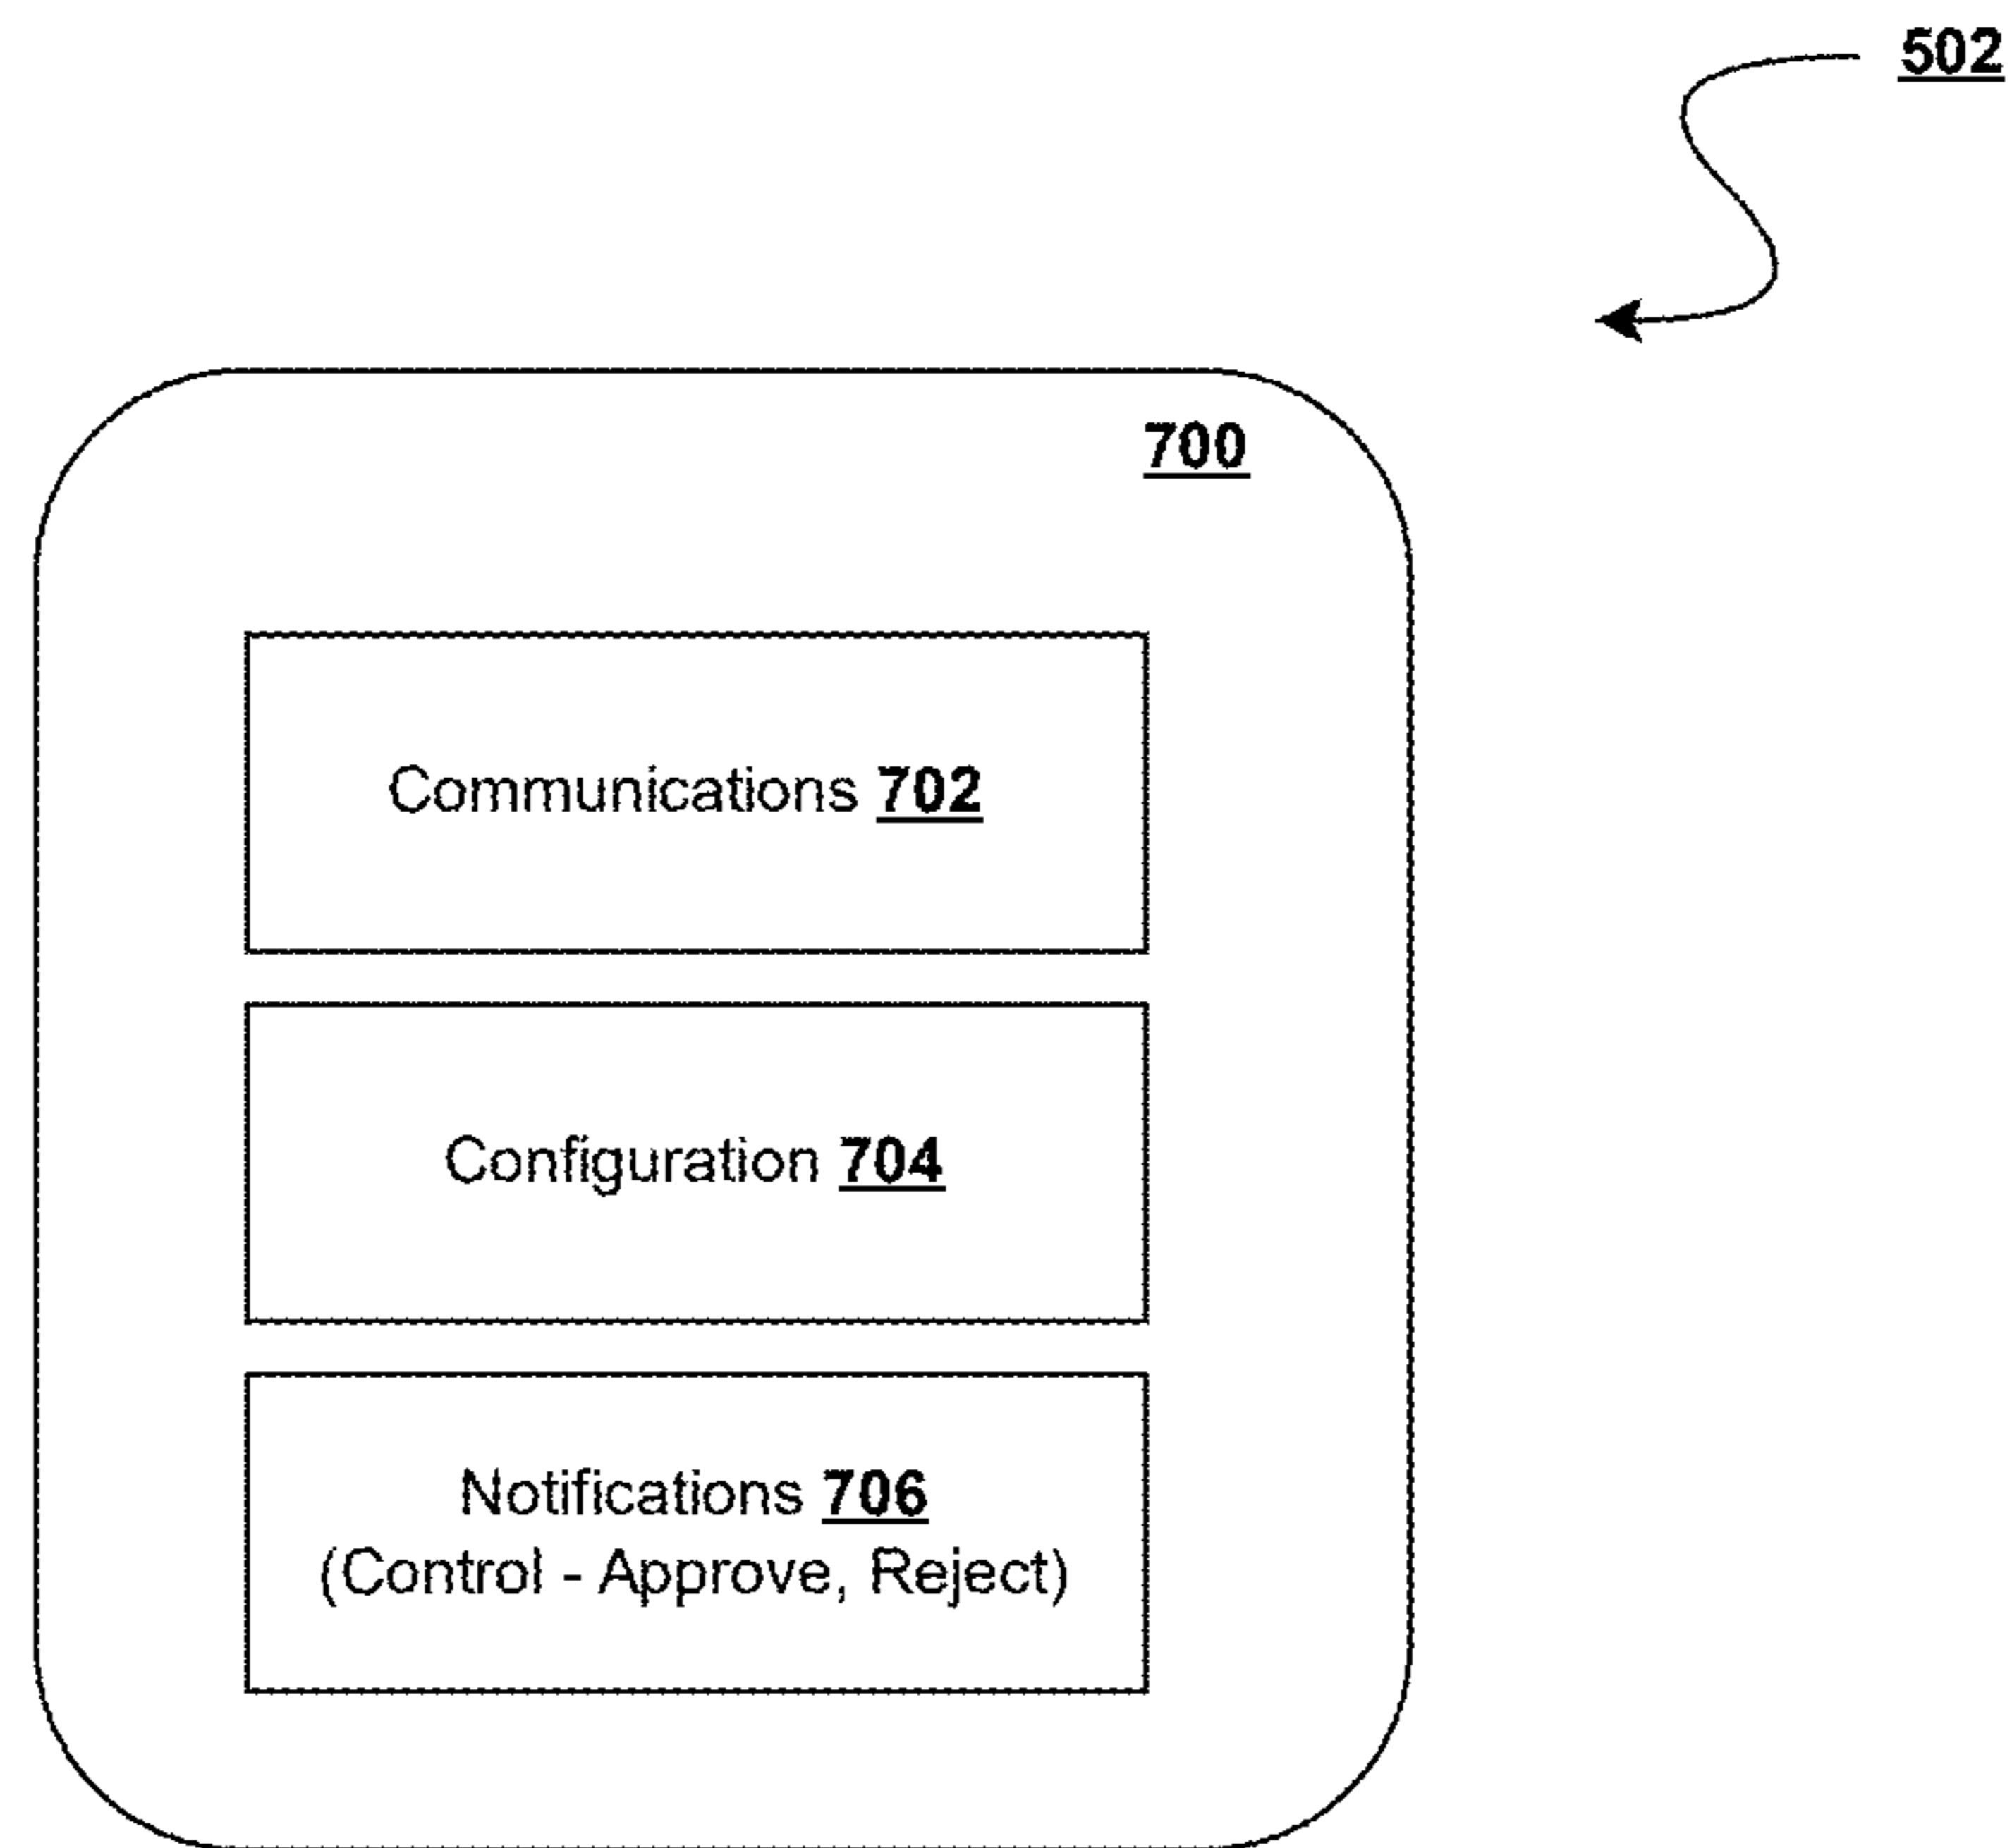 502
700
Communications 702
Configuration 704
Notifications 706
(Control - Approve, Reject)